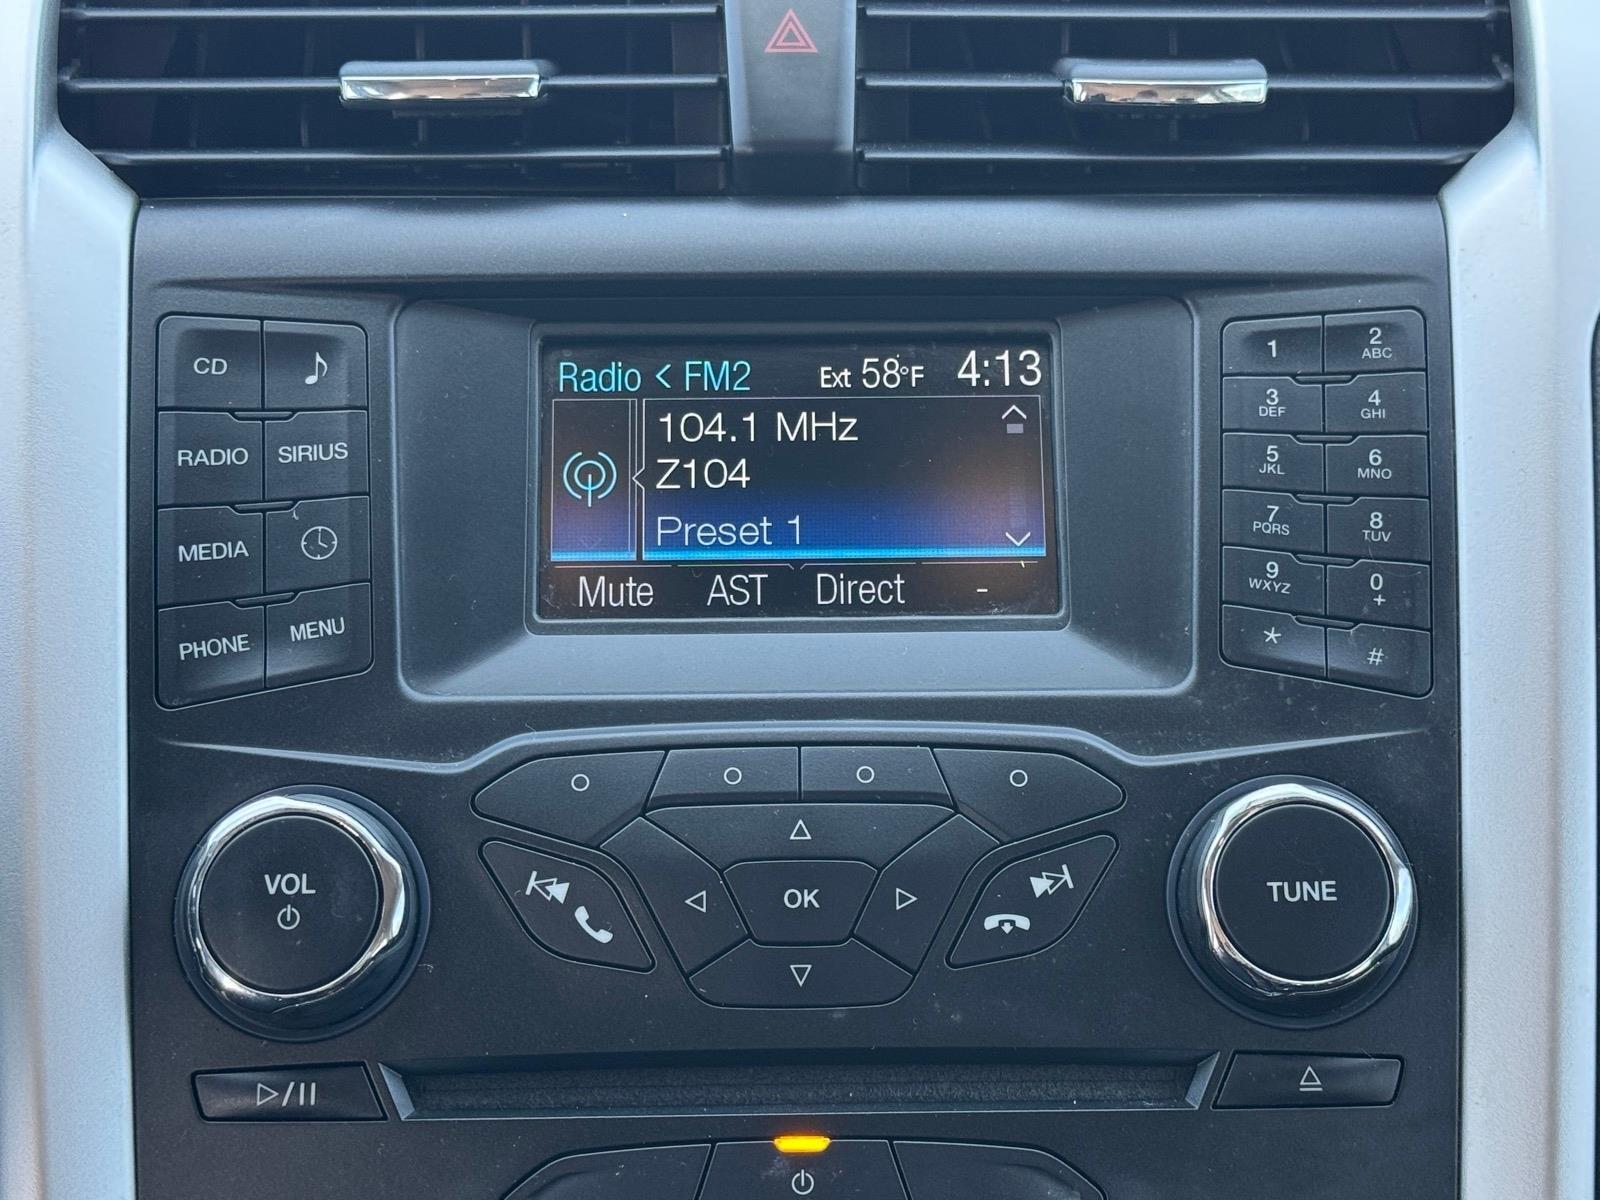 CD
RADIO SIRIUS
MEDIA
PHONE MENU
Radio < FM2 Ext 58°F 4:13
104.1 MHz
Z104
Preset 1
Mute AST Direct -
1 2 ABC
3 DEF 4 GHI
5 JKL 6 MNO
7 PQRS 8 TUV
9 WXYZ 0 +
* #
VOL
OK
TUNE